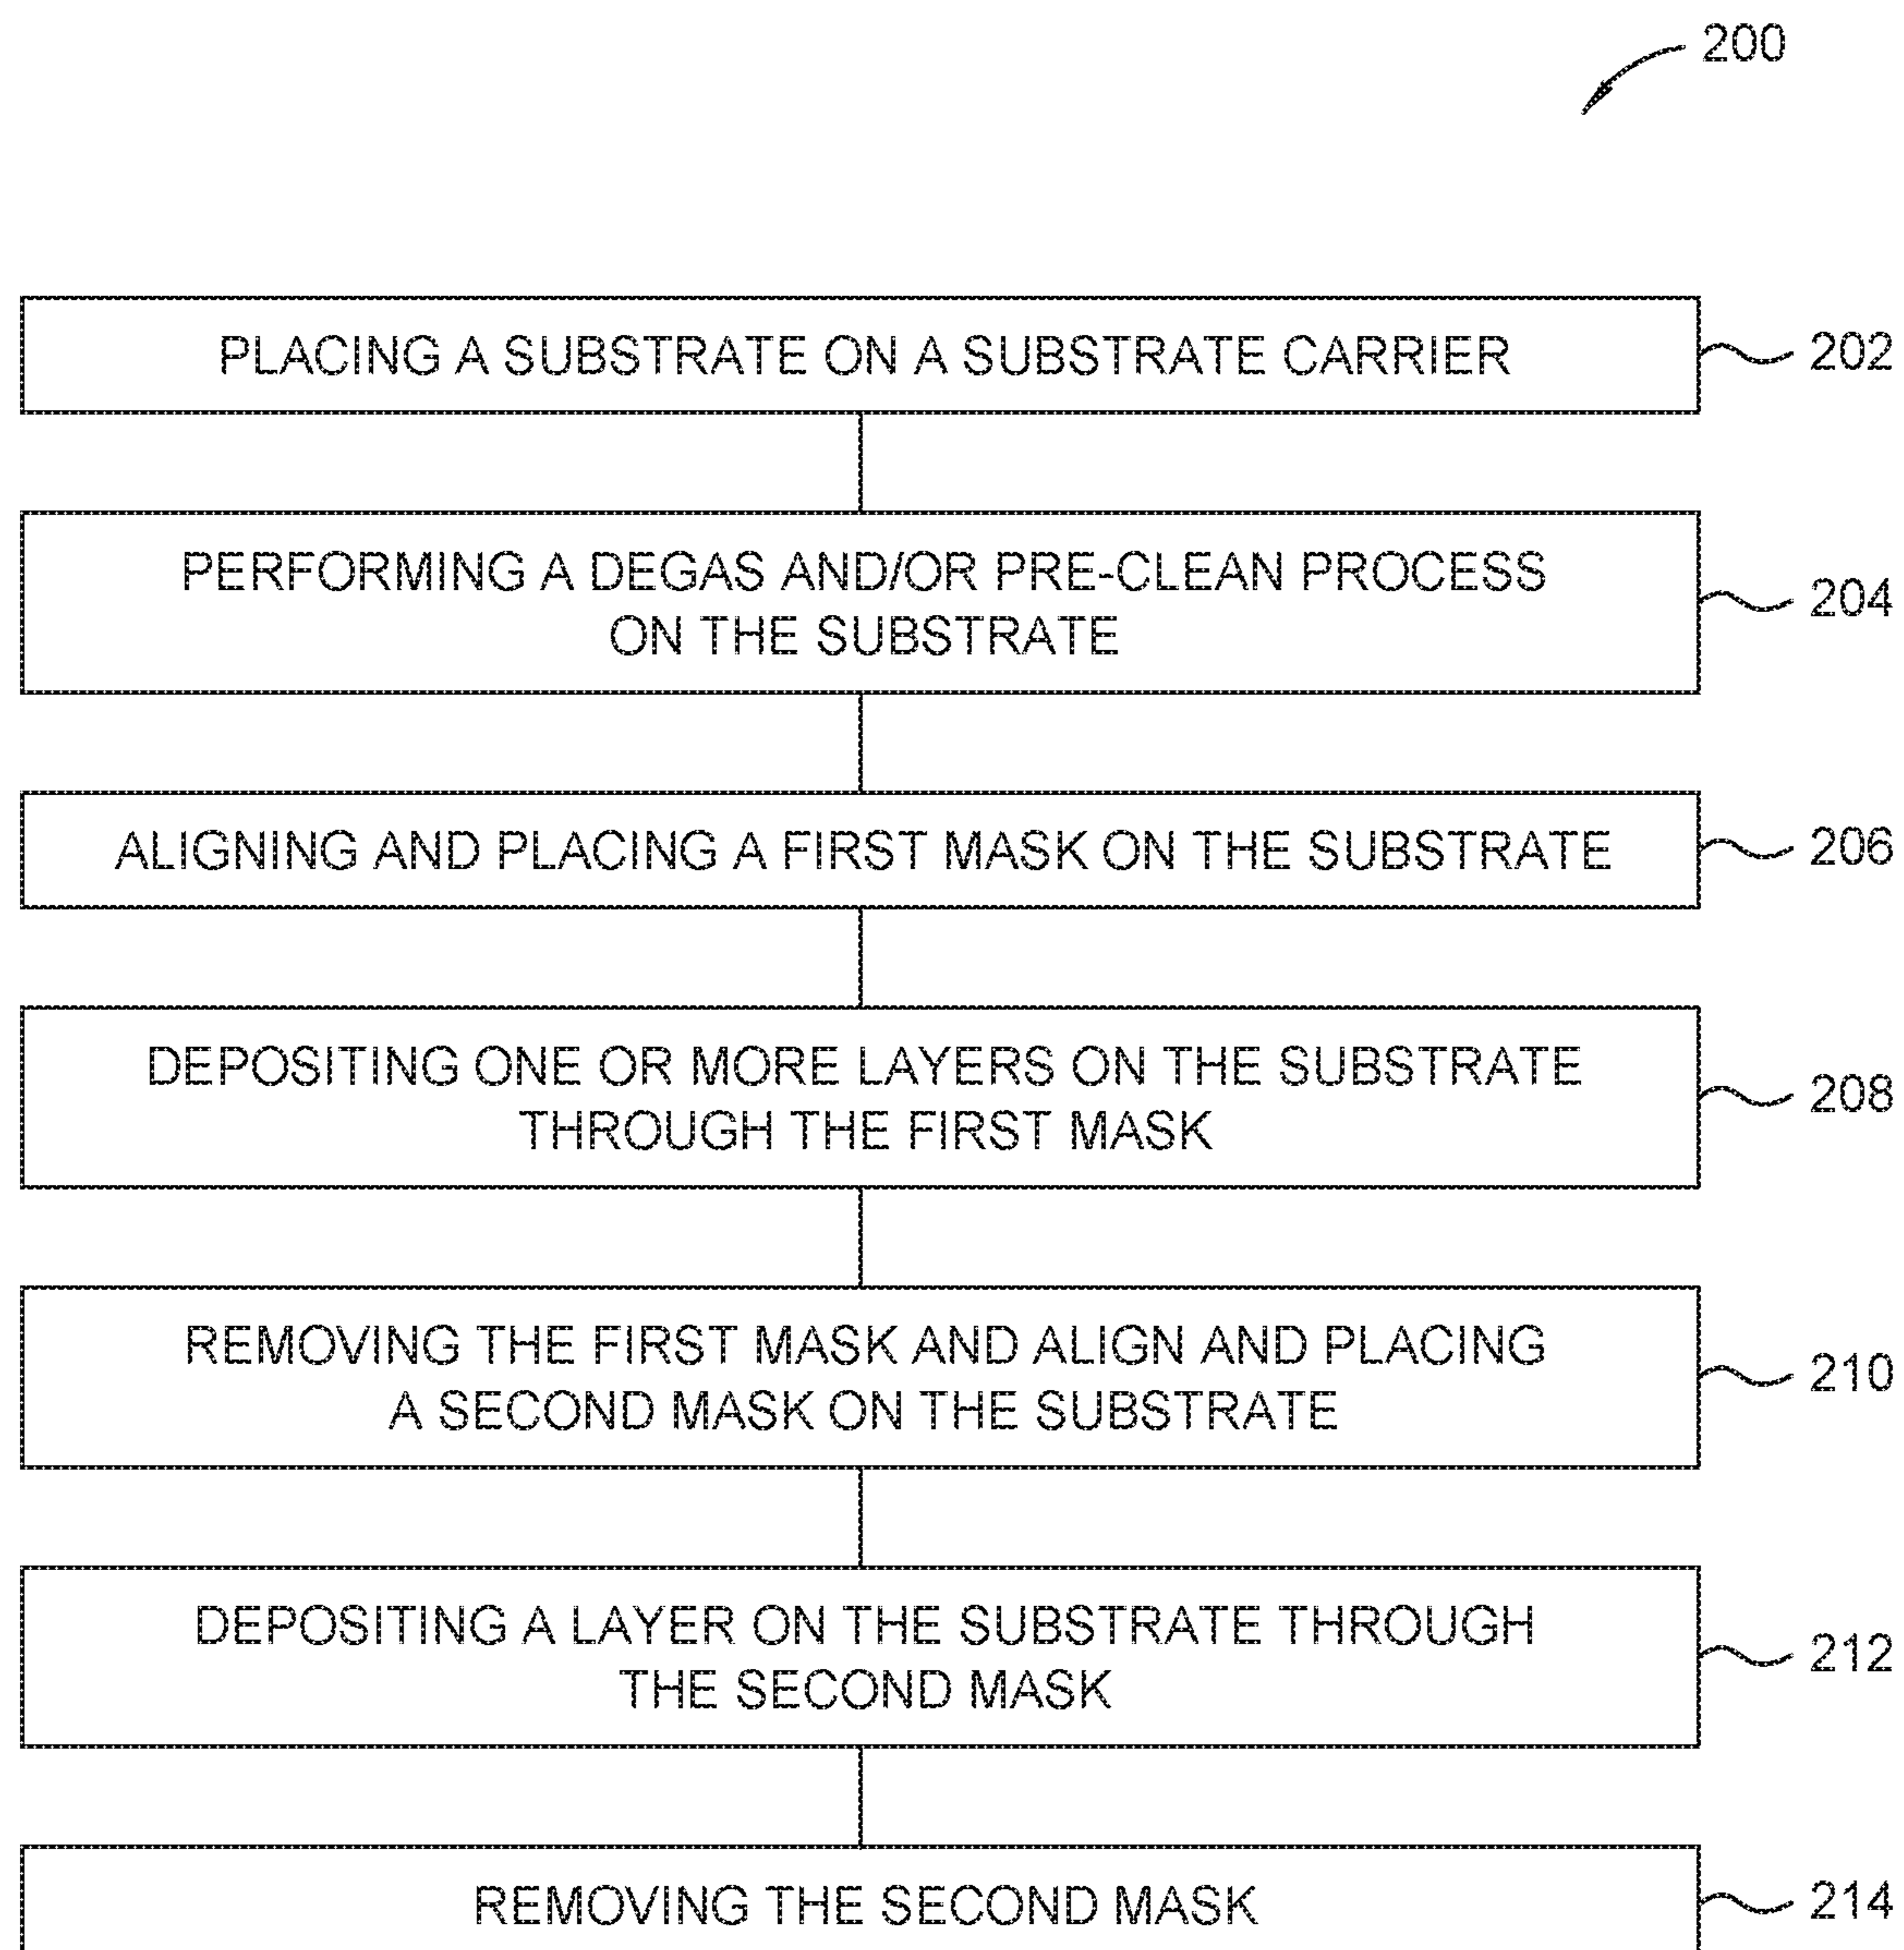 200
PLACING A SUBSTRATE ON A SUBSTRATE CARRIER
202
PERFORMING A DEGAS AND/OR PRE-CLEAN PROCESS
ON THE SUBSTRATE
204
ALIGNING AND PLACING A FIRST MASK ON THE SUBSTRATE
206
DEPOSITING ONE OR MORE LAYERS ON THE SUBSTRATE
THROUGH THE FIRST MASK
208
REMOVING THE FIRST MASK AND ALIGN AND PLACING
A SECOND MASK ON THE SUBSTRATE
210
DEPOSITING A LAYER ON THE SUBSTRATE THROUGH
THE SECOND MASK
212
REMOVING THE SECOND MASK
214